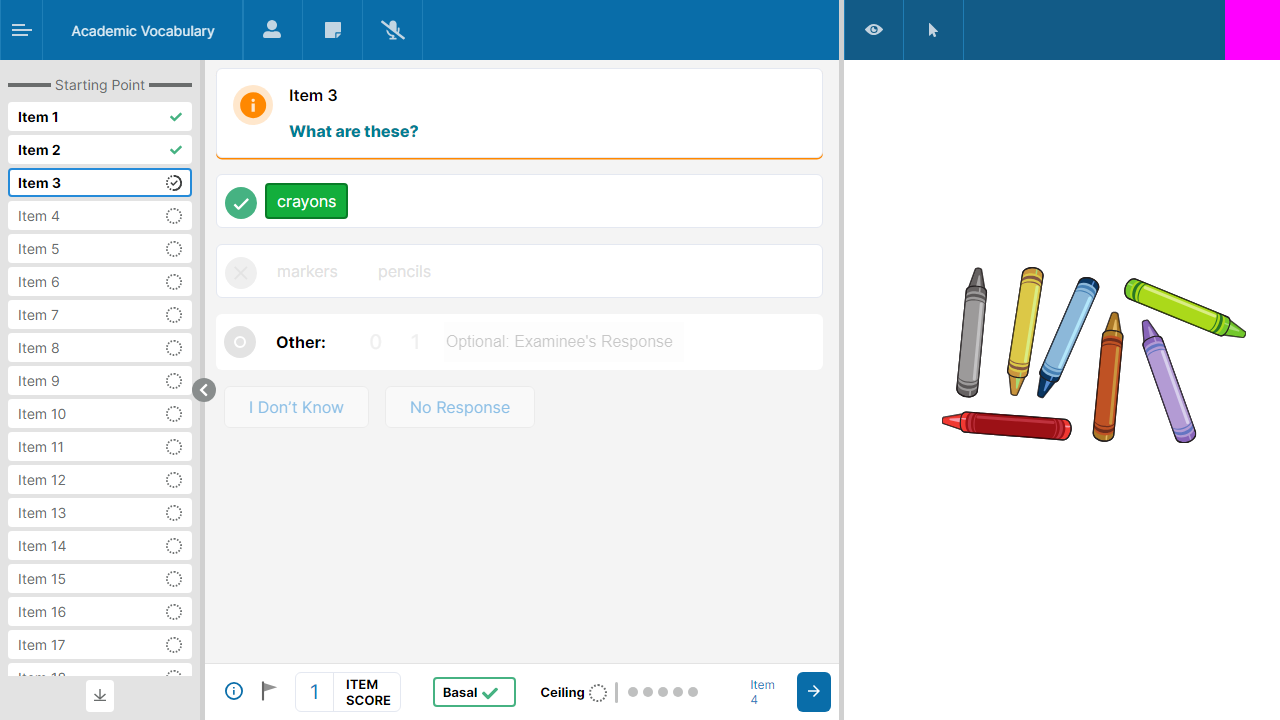 Academic Vocabulary
Starting Point
Item 1
Item 2
Item 3
Item 4
Item 5
Item 6
Item 7
Item 8
Item 9
Item 10
Item 11
Item 12
Item 13
Item 14
Item 15
Item 16
Item 17
Item 18
Item 3
What are these?
crayons
markers pencils
Other: 0 1 Optional: Examinee's Response
I Don't Know No Response
1 ITEM SCORE
Basal
Ceiling
Item 4